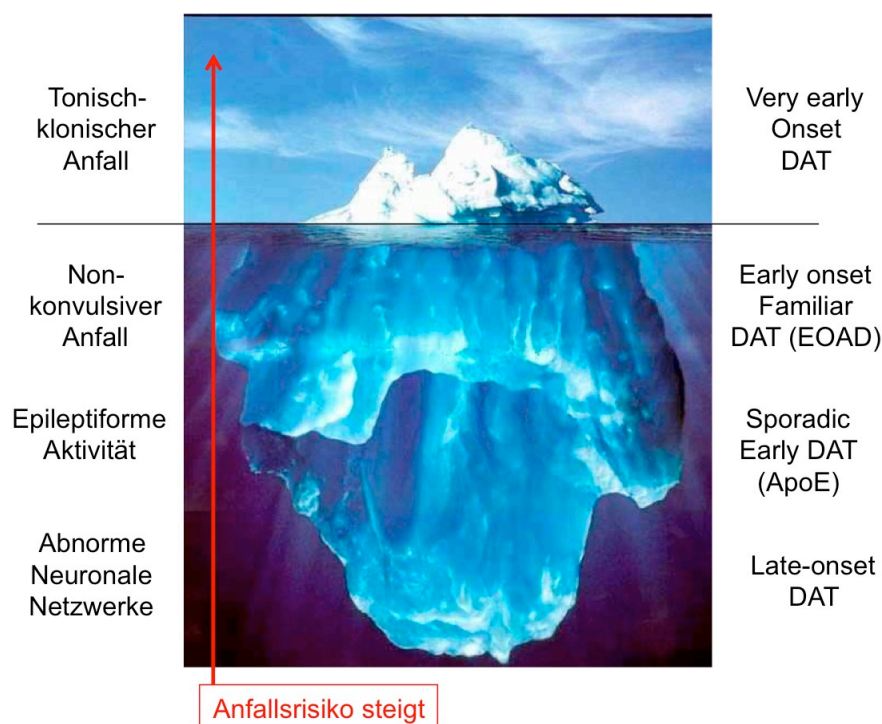 Tonisch-
klonischer
Anfall
Very early
Onset
DAT
Non-
konvulsiver
Anfall
Early onset
Familiar
DAT (EOAD)
Epileptiforme
Aktivität
Sporadic
Early DAT
(ApoE)
Abnorme
Neuronale
Netzwerke
Late-onset
DAT
Anfallsrisiko steigt